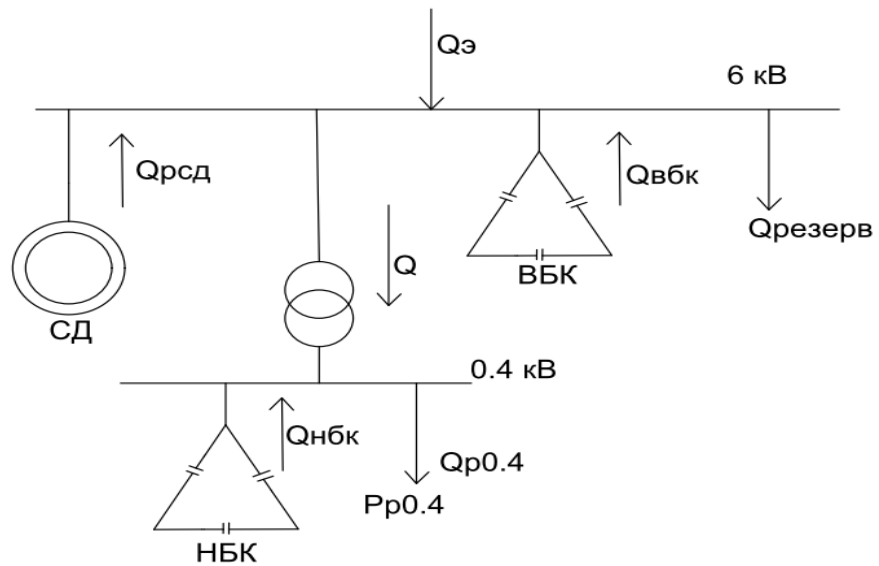 Qэ
6 кВ
Qрсд
Qвбк
Qрезерв
Q
ВБК
СД
0.4 кВ
Qнбк
Qр0.4
Рр0.4
НБК